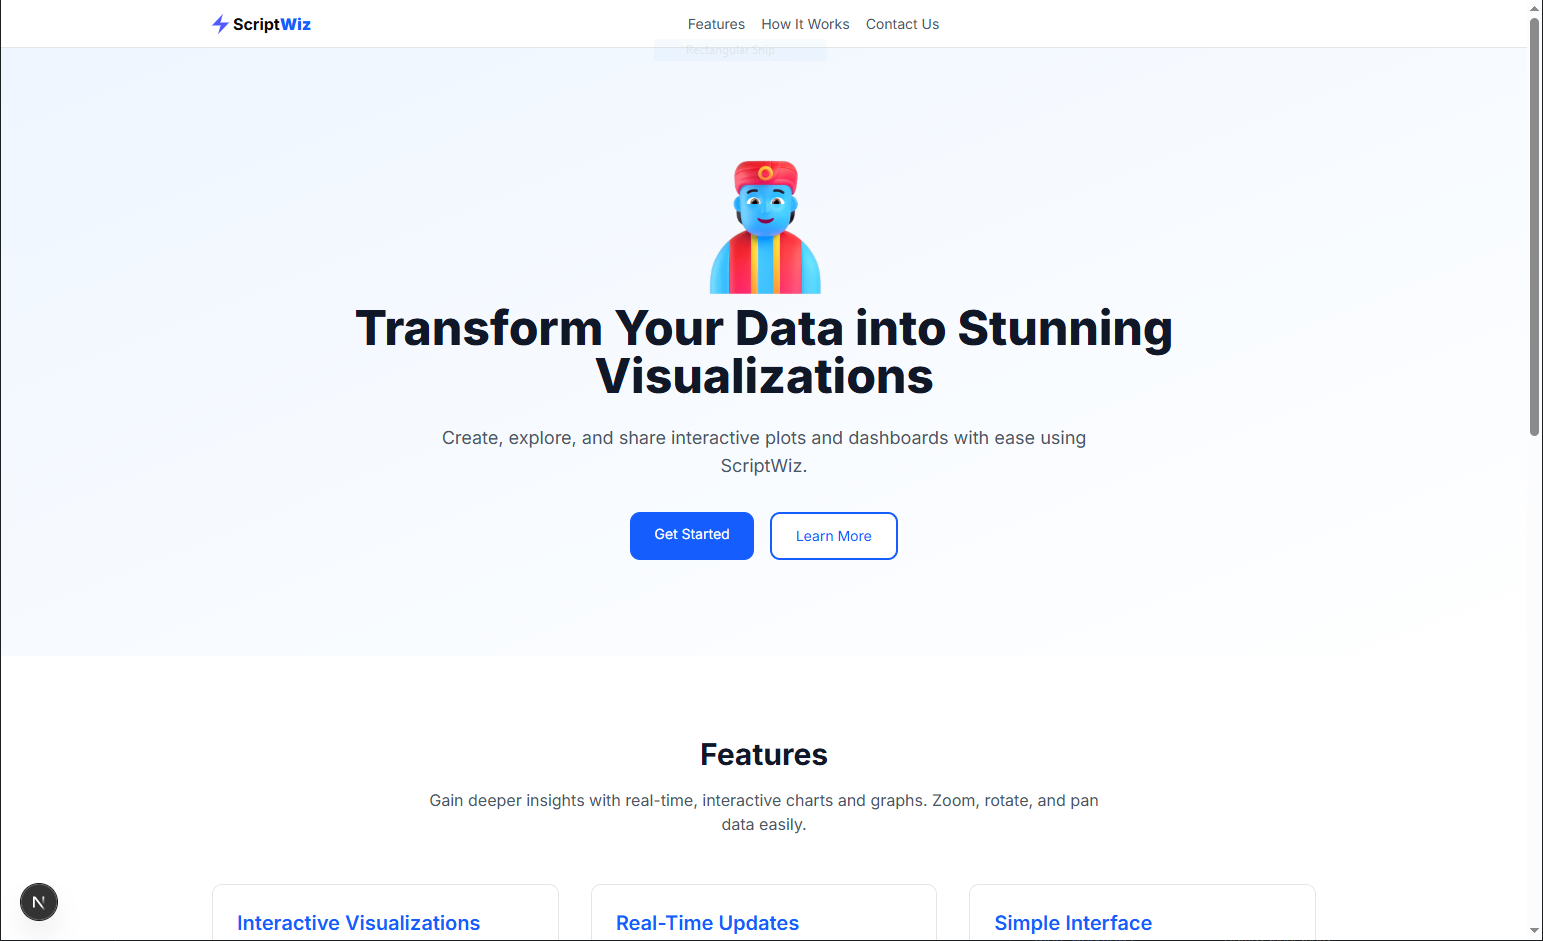 ScriptWiz
Features How It Works Contact Us
Rectangular Snip
Transform Your Data into Stunning
Visualizations
Create, explore, and share interactive plots and dashboards with ease using
ScriptWiz.
Get Started Learn More
Features
Gain deeper insights with real-time, interactive charts and graphs. Zoom, rotate, and pan
data easily.
N
Interactive Visualizations Real-Time Updates Simple Interface